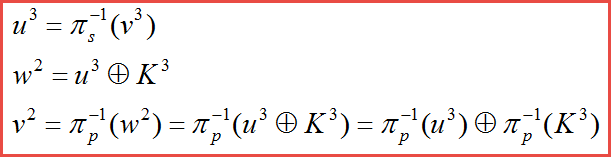 u³ = π_s⁻¹(v³)
w² = u³ ⊕ K³
v² = π_p⁻¹(w²) = π_p⁻¹(u³ ⊕ K³) = π_p⁻¹(u³) ⊕ π_p⁻¹(K³)